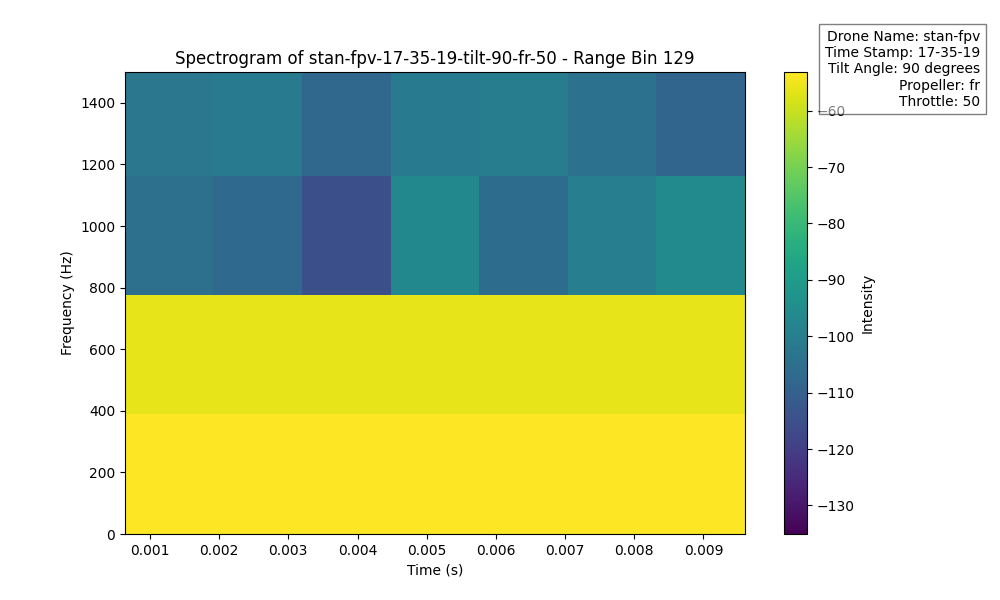 Drone Name: stan-fpv
Time Stamp: 17-35-19
Tilt Angle: 90 degrees
Propeller: fr
Throttle: 50
Spectrogram of stan-fpv-17-35-19-tilt-90-fr-50 - Range Bin 129
1400
1200
1000
800
600
400
200
0
Frequency (Hz)
0.001 0.002 0.003 0.004 0.005 0.006 0.007 0.008 0.009
Time (s)
−60
−70
−80
−90
−100
−110
−120
−130
Intensity